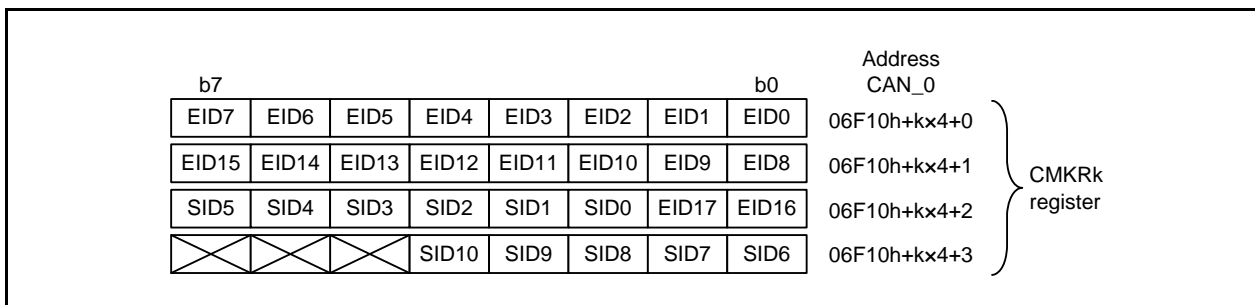 Address
b7 b0 CAN_0
EID7 EID6 EID5 EID4 EID3 EID2 EID1 EID0 06F10h+k×4+0
EID15 EID14 EID13 EID12 EID11 EID10 EID9 EID8 06F10h+k×4+1
SID5 SID4 SID3 SID2 SID1 SID0 EID17 EID16 06F10h+k×4+2
SID10 SID9 SID8 SID7 SID6 06F10h+k×4+3
CMKRk
register